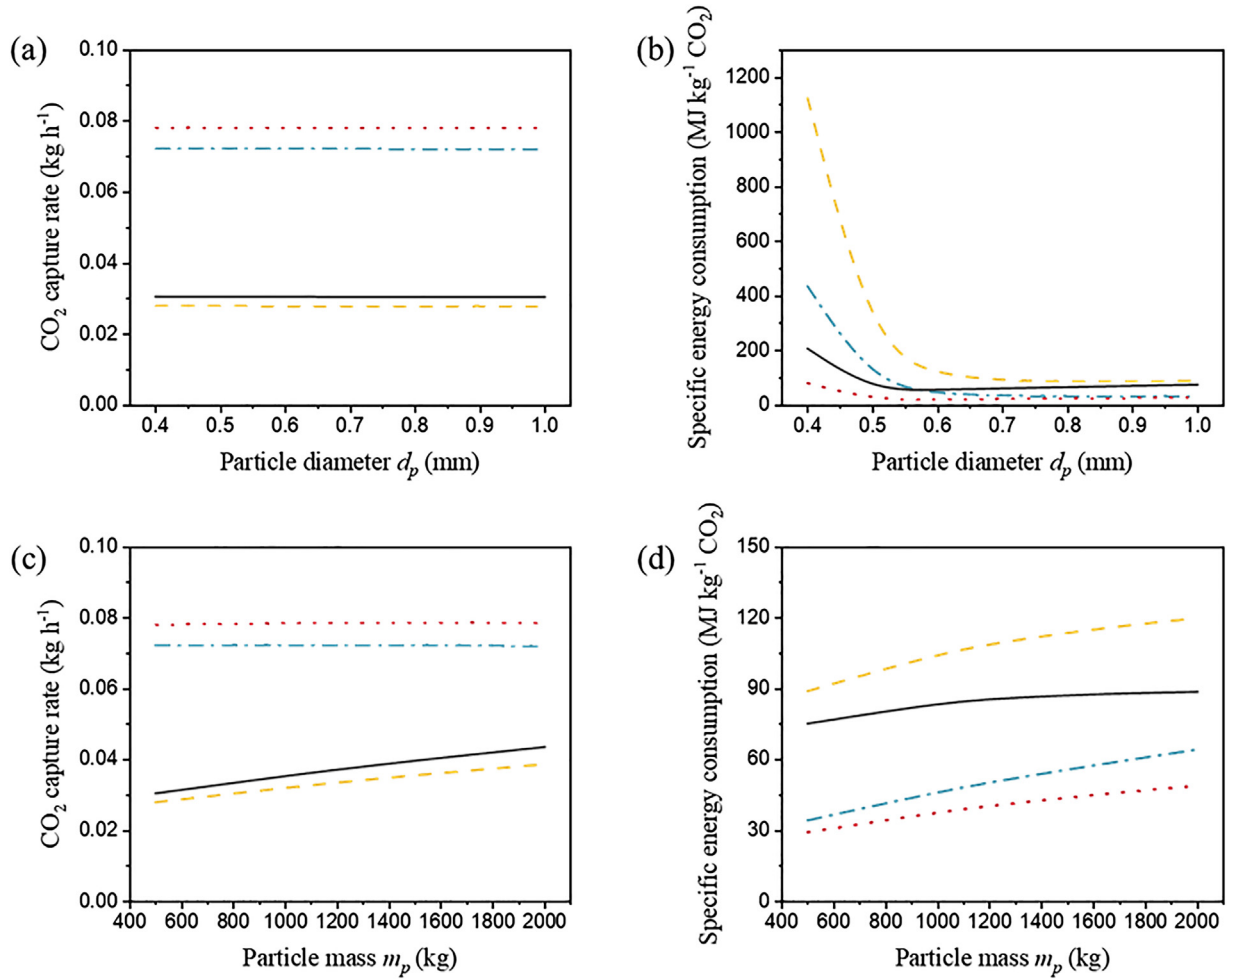 (a)
CO₂ capture rate (kg h⁻¹)
0.10
0.08
0.06
0.04
0.02
0.00
0.4 0.5 0.6 0.7 0.8 0.9 1.0
Particle diameter dₚ (mm)
(b)
Specific energy consumption (MJ kg⁻¹ CO₂)
1200
1000
800
600
400
200
0
0.4 0.5 0.6 0.7 0.8 0.9 1.0
Particle diameter dₚ (mm)
(c)
CO₂ capture rate (kg h⁻¹)
0.10
0.08
0.06
0.04
0.02
0.00
400 600 800 1000 1200 1400 1600 1800 2000
Particle mass mₚ (kg)
(d)
Specific energy consumption (MJ kg⁻¹ CO₂)
150
120
90
60
30
0
400 600 800 1000 1200 1400 1600 1800 2000
Particle mass mₚ (kg)